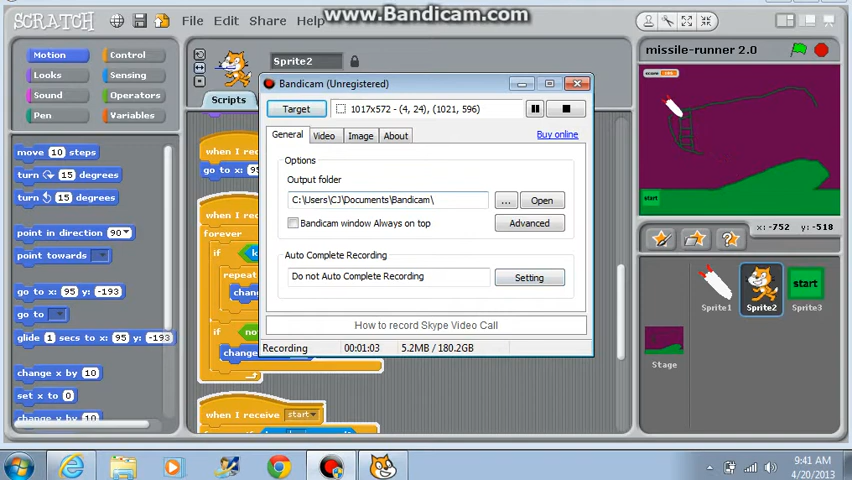 www.Bandicam.com
SCRATCH
File Edit Share Help
Motion Control
Looks Sensing
Sound Operators
Pen Variables
move 10 steps
turn 15 degrees
turn 15 degrees
point in direction 90
point towards
go to x: 95 y: -193
go to
glide 1 secs to x: 95 y: -193
change x by 10
set x to 0
change y by 10
Sprite2
Scripts
when I rece
go to x: 95
when I rece
forever
if
repeat
chang
if no
change
when I receive start
Bandicam (Unregistered)
Target
1017x572 - (4, 24), (1021, 596)
General Video Image About
Buy online
Options
Output folder
C:\Users\CJ\Documents\Bandicam\
... Open
Bandicam window Always on top
Advanced
Auto Complete Recording
Do not Auto Complete Recording
Setting
How to record Skype Video Call
Recording 00:01:03 5.2MB / 180.2GB
missile-runner 2.0
score
start
x: -752 y: -518
start
Sprite1 Sprite2 Sprite3
Stage
9:41 AM
4/20/2013